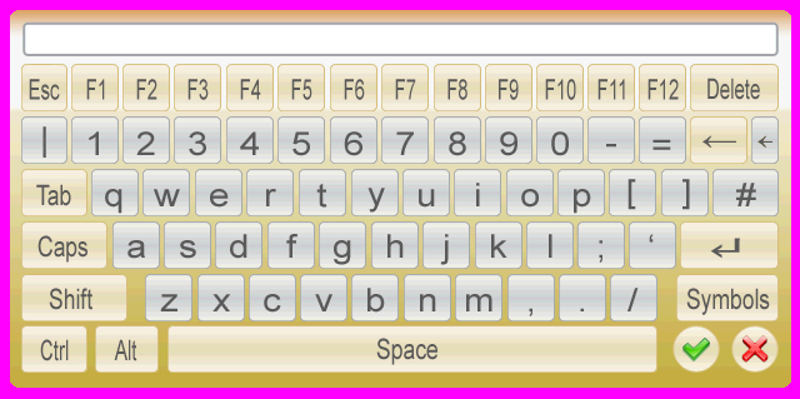 Esc F1 F2 F3 F4 F5 F6 F7 F8 F9 F10 F11 F12 Delete
| 1 2 3 4 5 6 7 8 9 0 - = ← ←
Tab q w e r t y u i o p [ ] #
Caps a s d f g h j k l ; ‘ ↵
Shift z x c v b n m , . / Symbols
Ctrl Alt Space